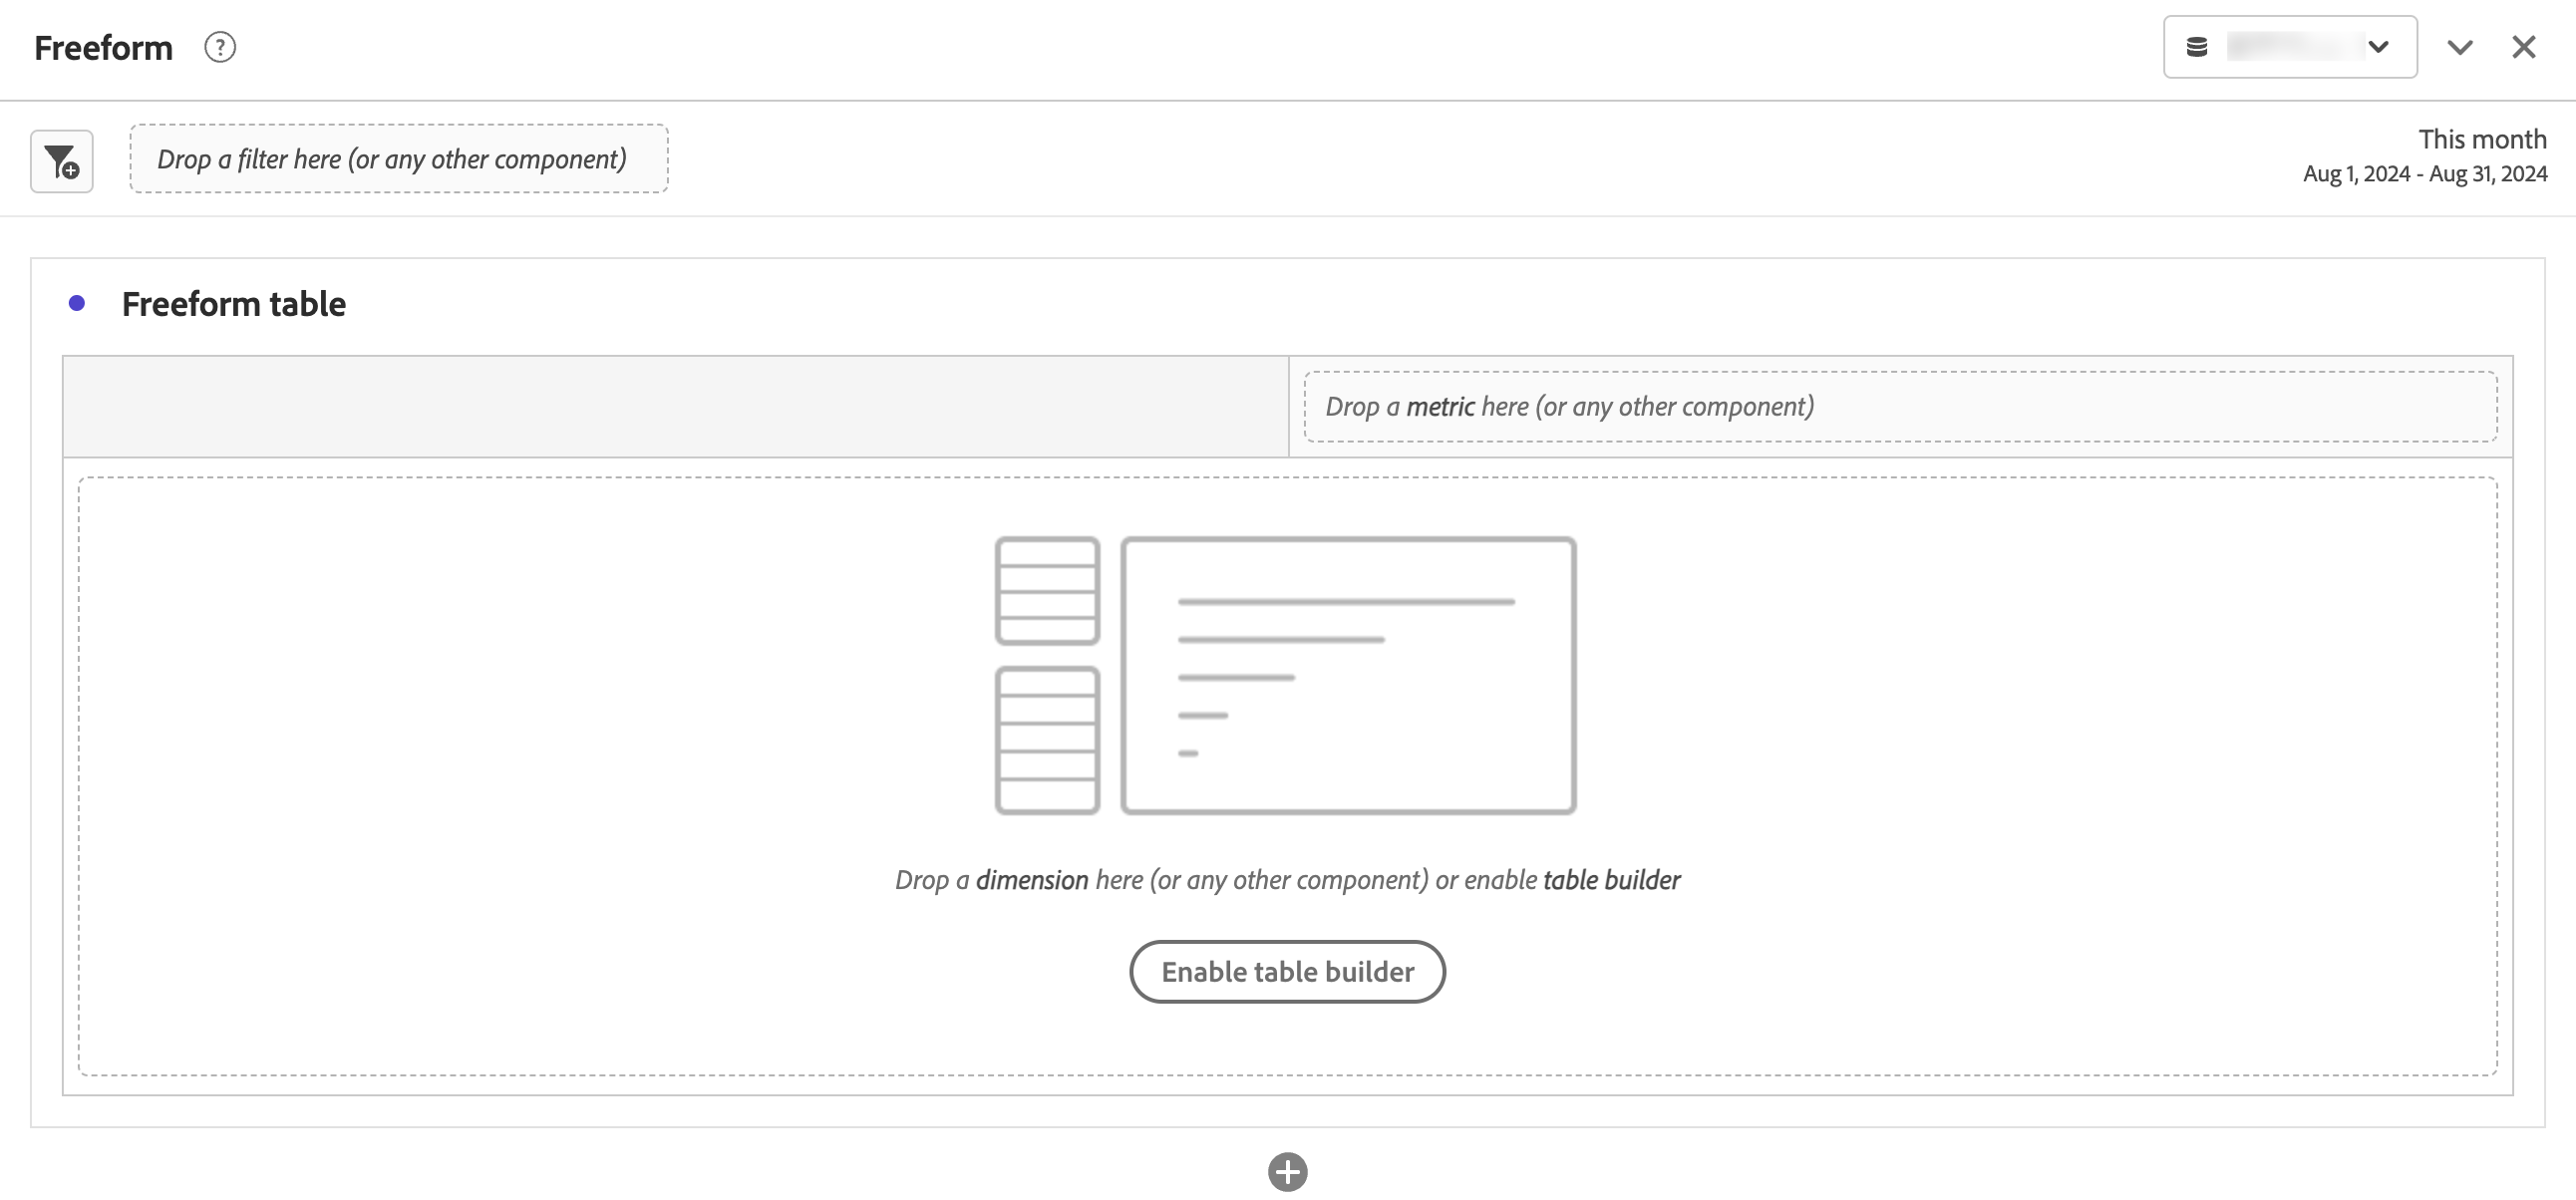 Freeform
This month
Drop a filter here (or any other component)
Aug 1, 2024 - Aug 31, 2024
Freeform table
Drop a metric here (or any other component)
Drop a dimension here (or any other component) or enable table builder
Enable table builder